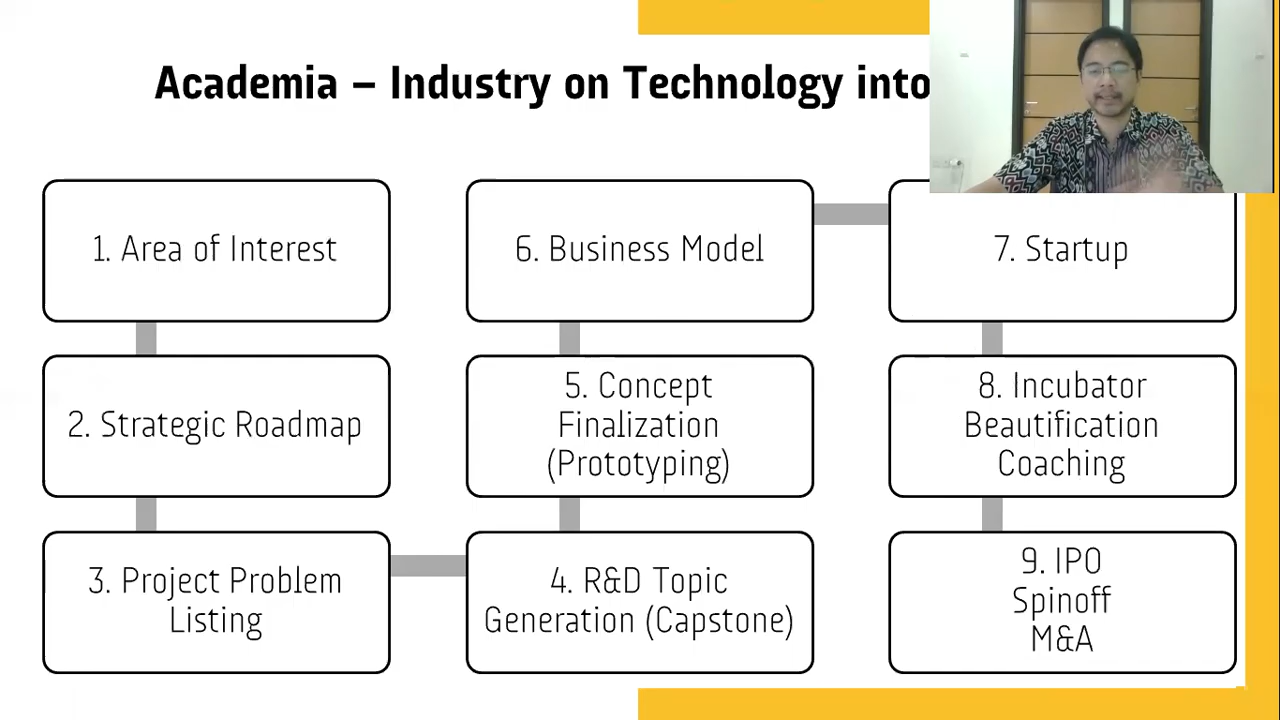 Academia – Industry on Technology into
1. Area of Interest
2. Strategic Roadmap
3. Project Problem
Listing
4. R&D Topic
Generation (Capstone)
5. Concept
Finalization
(Prototyping)
6. Business Model
7. Startup
8. Incubator
Beautification
Coaching
9. IPO
Spinoff
M&A